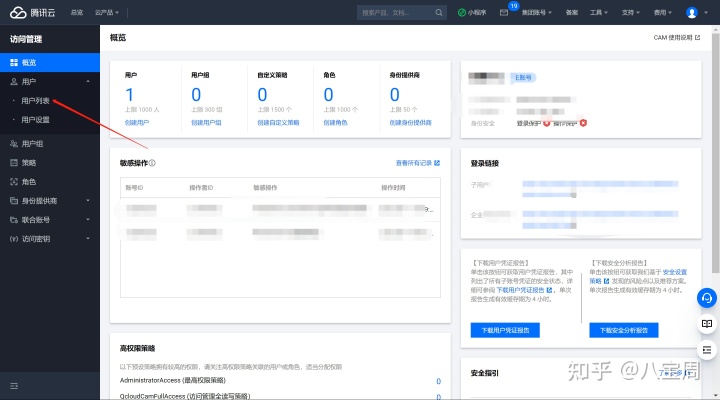 腾讯云 总览 云产品 搜索产品、文档... 小程序 19 集团账号 备案 工具 支持 费用
访问管理
概览
用户
用户列表
用户设置
用户组
策略
角色
身份提供商
联合账号
访问密钥
概览
CAM 使用说明
用户 用户组 自定义策略 角色 身份提供商
1 0 0 0 0
上限 1000 人 上限 300 组 上限 1500 个 上限 1000 个 上限 50 个
创建用户 创建用户组 创建自定义策略 创建角色 创建身份提供商
敏感操作
查看所有记录
账号ID 操作者ID 敏感操作 操作时间
高权限策略
以下预设策略拥有较高的权限，请关注高权限策略关联的用户或角色，适当分配权限
AdministratorAccess (最高权限策略) 0
QcloudCamFullAccess (访问管理全读写策略) 0
主账号
身份安全 登录保护 操作保护
登录链接
子用户
企业
【下载用户凭证报告】
单击该按钮可获取用户凭证报告，其中
列出了所有子账号凭证的安全状态，详
细可参阅 下载用户凭证报告 。单次
报告生成有效缓存期为 4 小时。
下载用户凭证报告
【下载安全分析报告】
单击该按钮可获取我们基于 安全设置
策略 发现的风险点以及推荐方案。
单次报告生成有效缓存期为 4 小时。
下载安全分析报告
安全指引
知乎 @八宝周